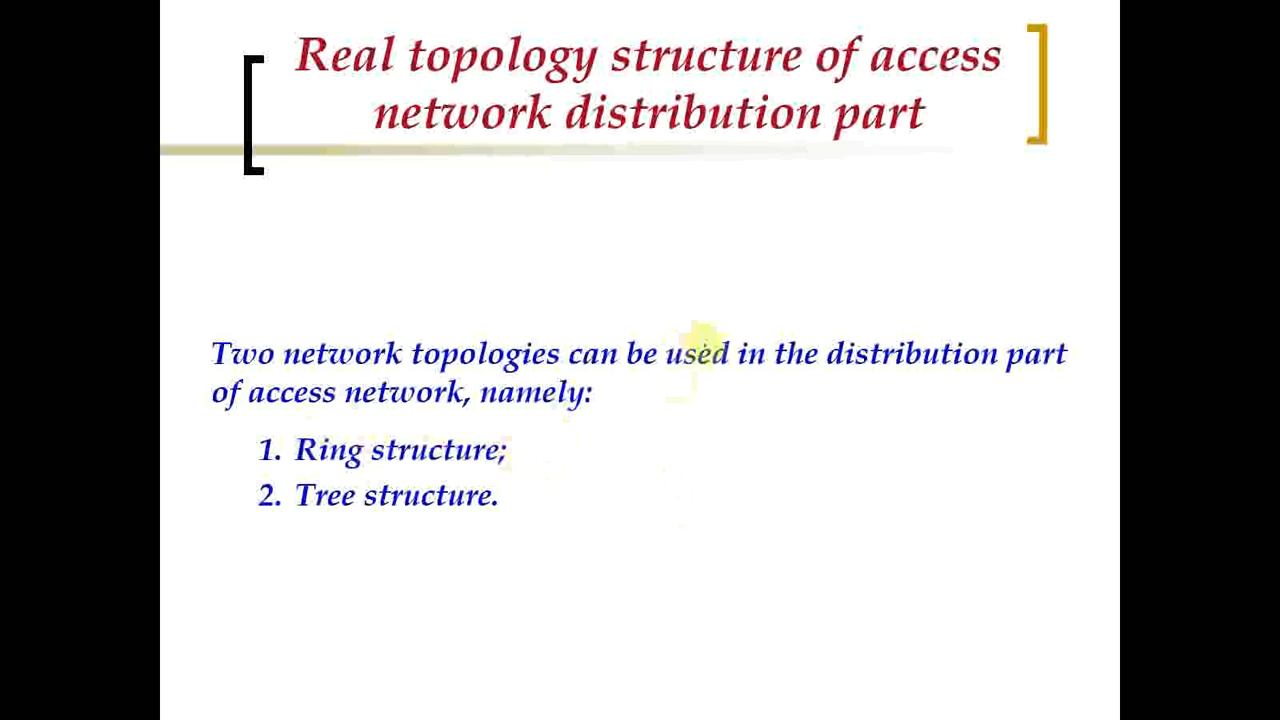 Real topology structure of access
network distribution part
Two network topologies can be used in the distribution part
of access network, namely:
1. Ring structure;
2. Tree structure.